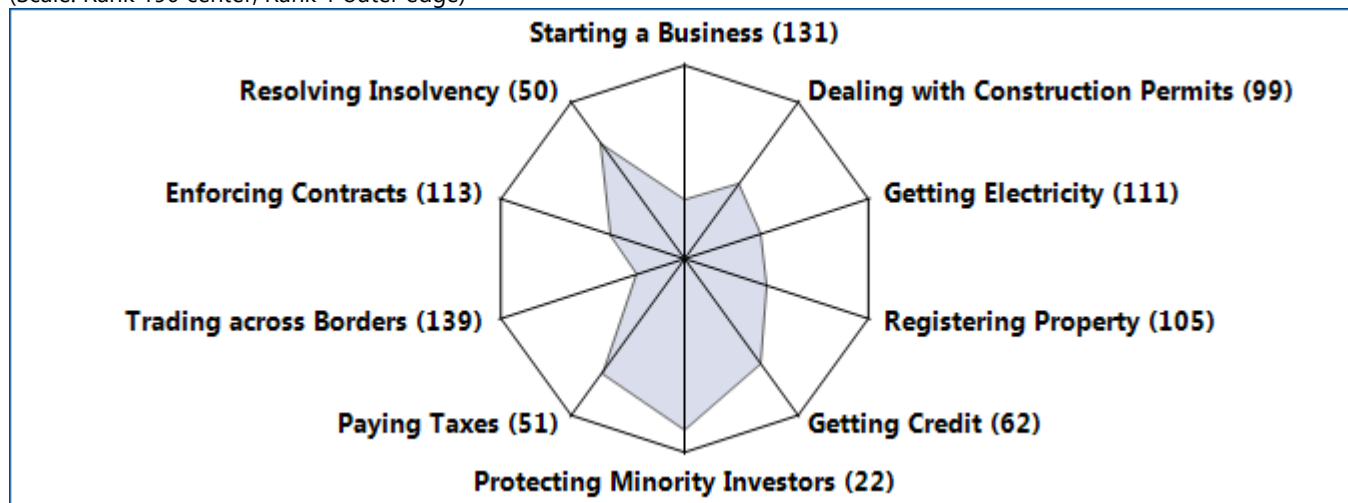 (Scale: Rank 190 center, Rank 1 outer edge)
Starting a Business (131)
Resolving Insolvency (50)
Dealing with Construction Permits (99)
Enforcing Contracts (113)
Getting Electricity (111)
Trading across Borders (139)
Registering Property (105)
Paying Taxes (51)
Getting Credit (62)
Protecting Minority Investors (22)